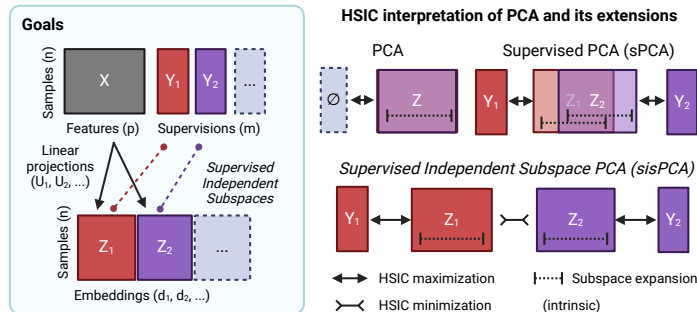 Goals
Samples (n)
X
Y1
Y2
...
Features (p)
Supervisions (m)
Linear
projections
(U1, U2, ...)
Supervised
Independent
Subspaces
Samples (n)
Z1
Z2
...
Embeddings (d1, d2, ...)
HSIC interpretation of PCA and its extensions
PCA
∅
Z
Supervised PCA (sPCA)
Y1
Z1
Z2
Y2
Supervised Independent Subspace PCA (sisPCA)
Y1
Z1
Z2
Y2
HSIC maximization
Subspace expansion
HSIC minimization
(intrinsic)